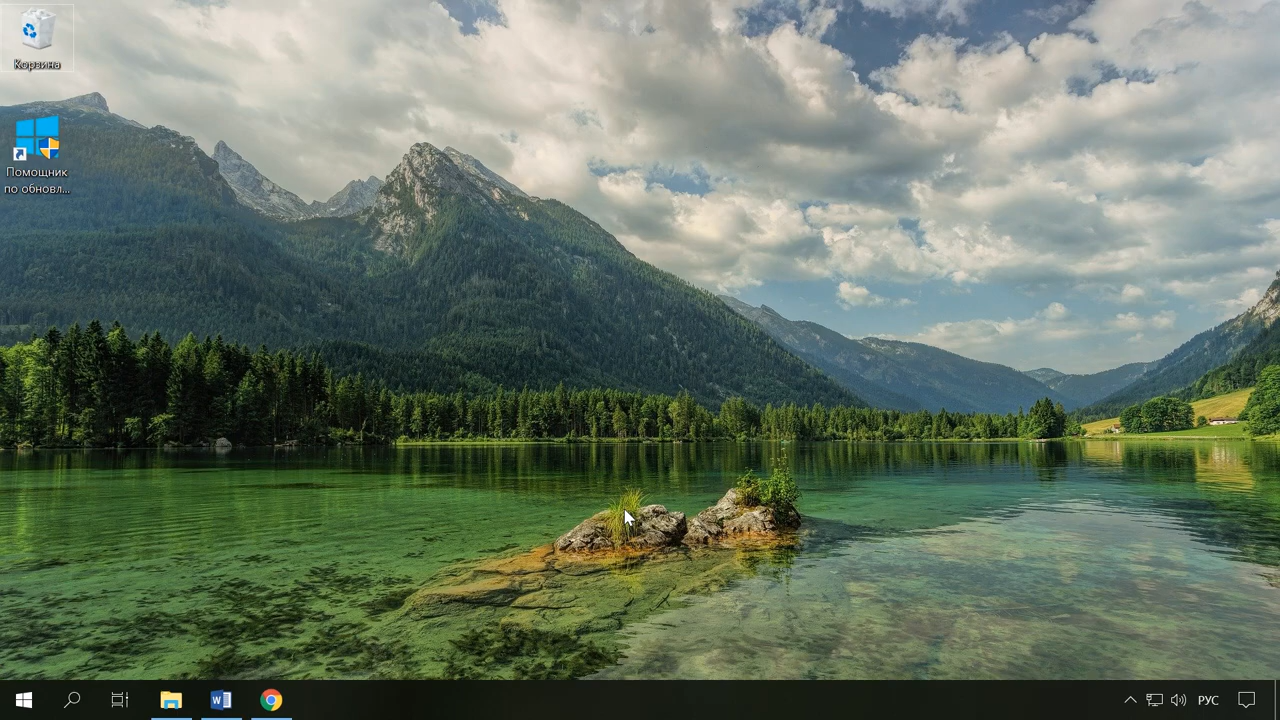 Корзина
Помощник
по обновл...
РУС